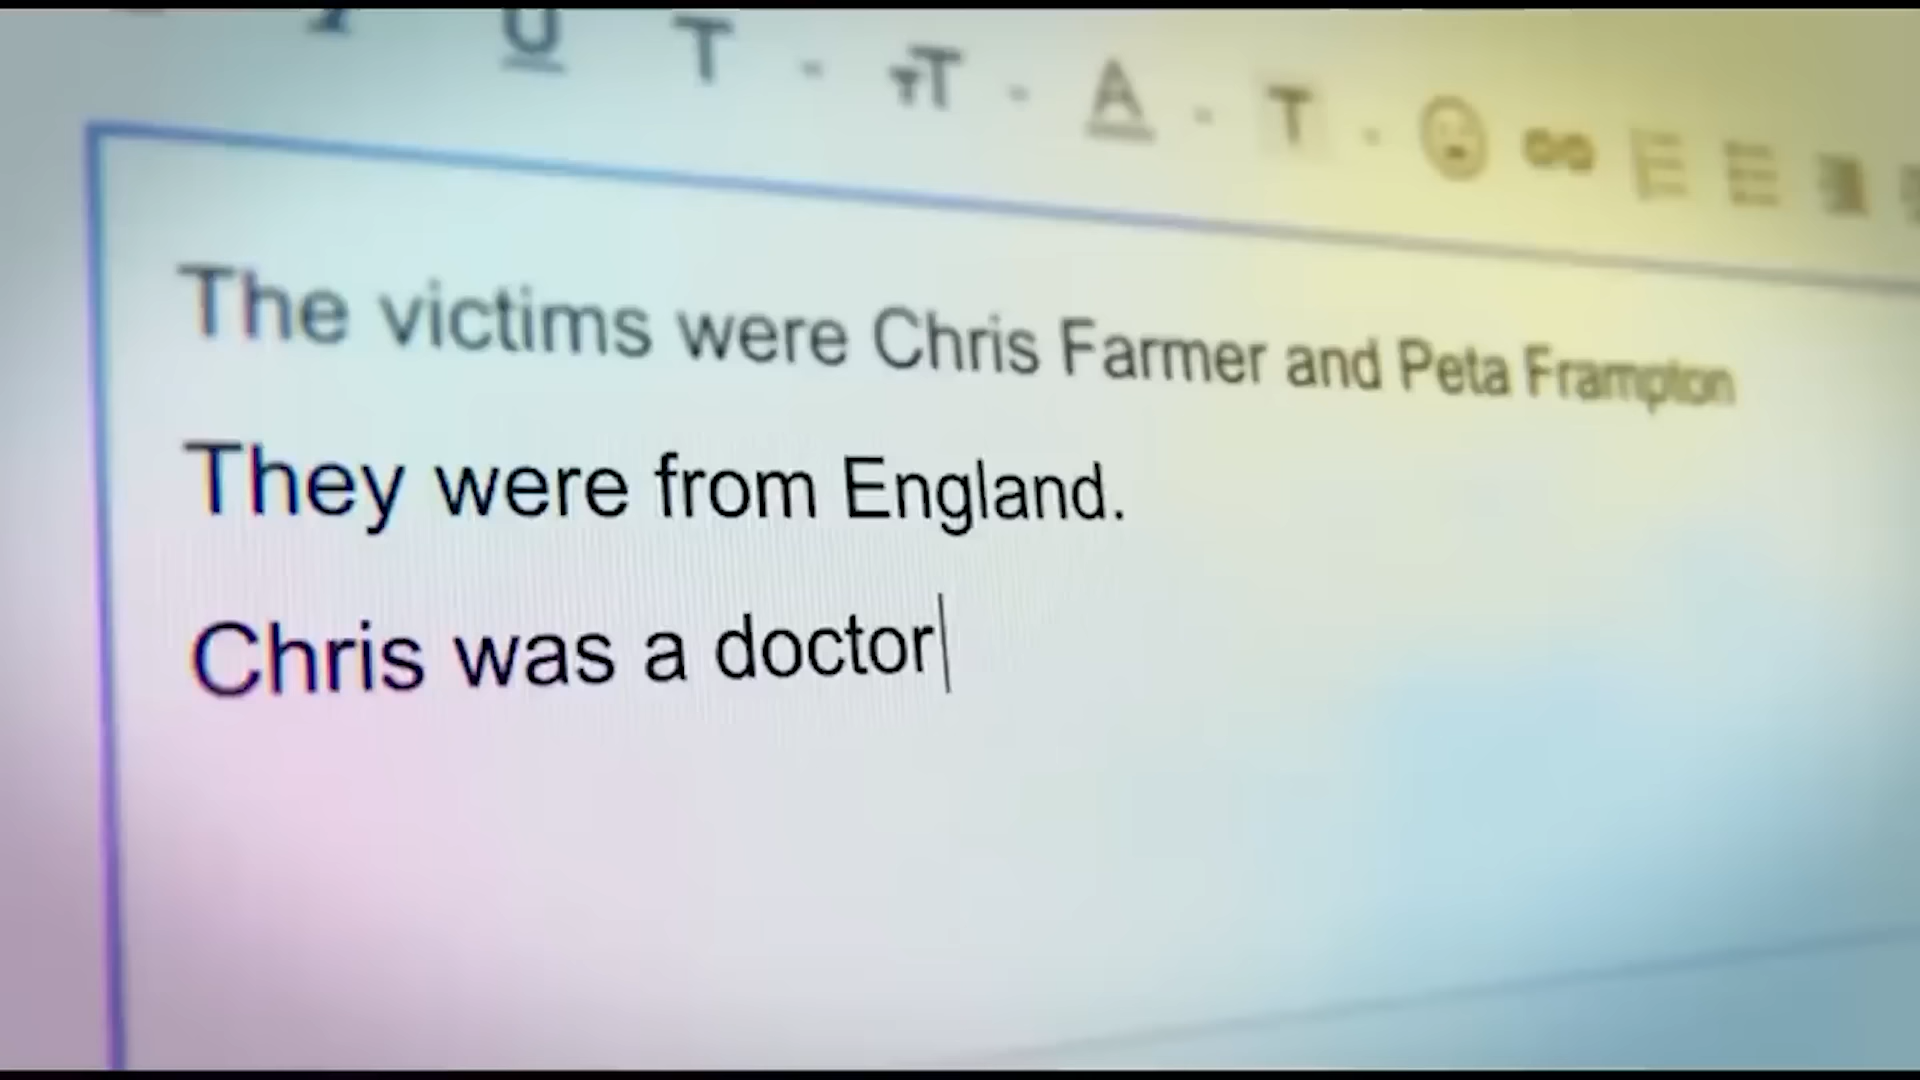 The victims were Chris Farmer and Peta Frampton
They were from England.
Chris was a doctor